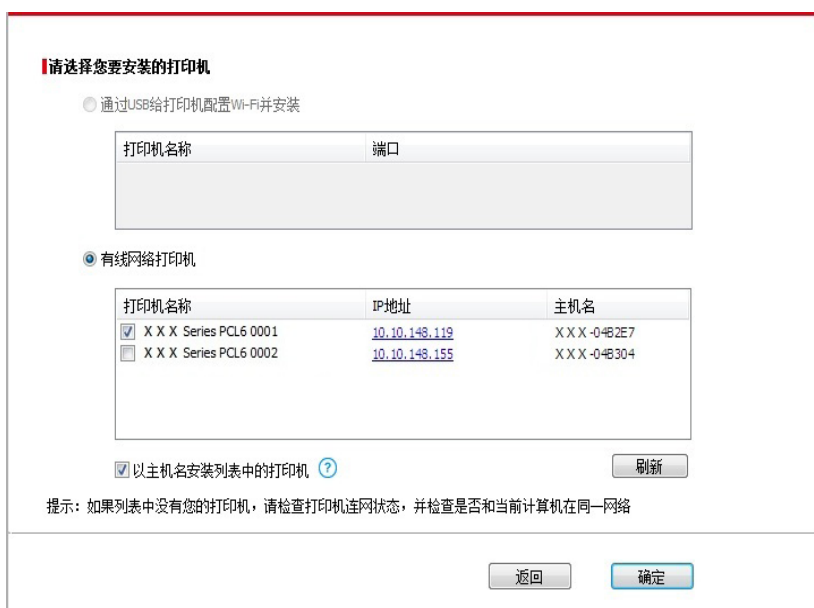 请选择您要安装的打印机
通过USB给打印机配置Wi-Fi并安装
打印机名称 端口
有线网络打印机
打印机名称 IP地址 主机名
X X X Series PCL6 0001 10.10.148.119 X X X -04B2E7
X X X Series PCL6 0002 10.10.148.155 X X X -04B304
以主机名安装列表中的打印机 ? 刷新
提示：如果列表中没有您的打印机，请检查打印机连网状态，并检查是否和当前计算机在同一网络
返回 确定